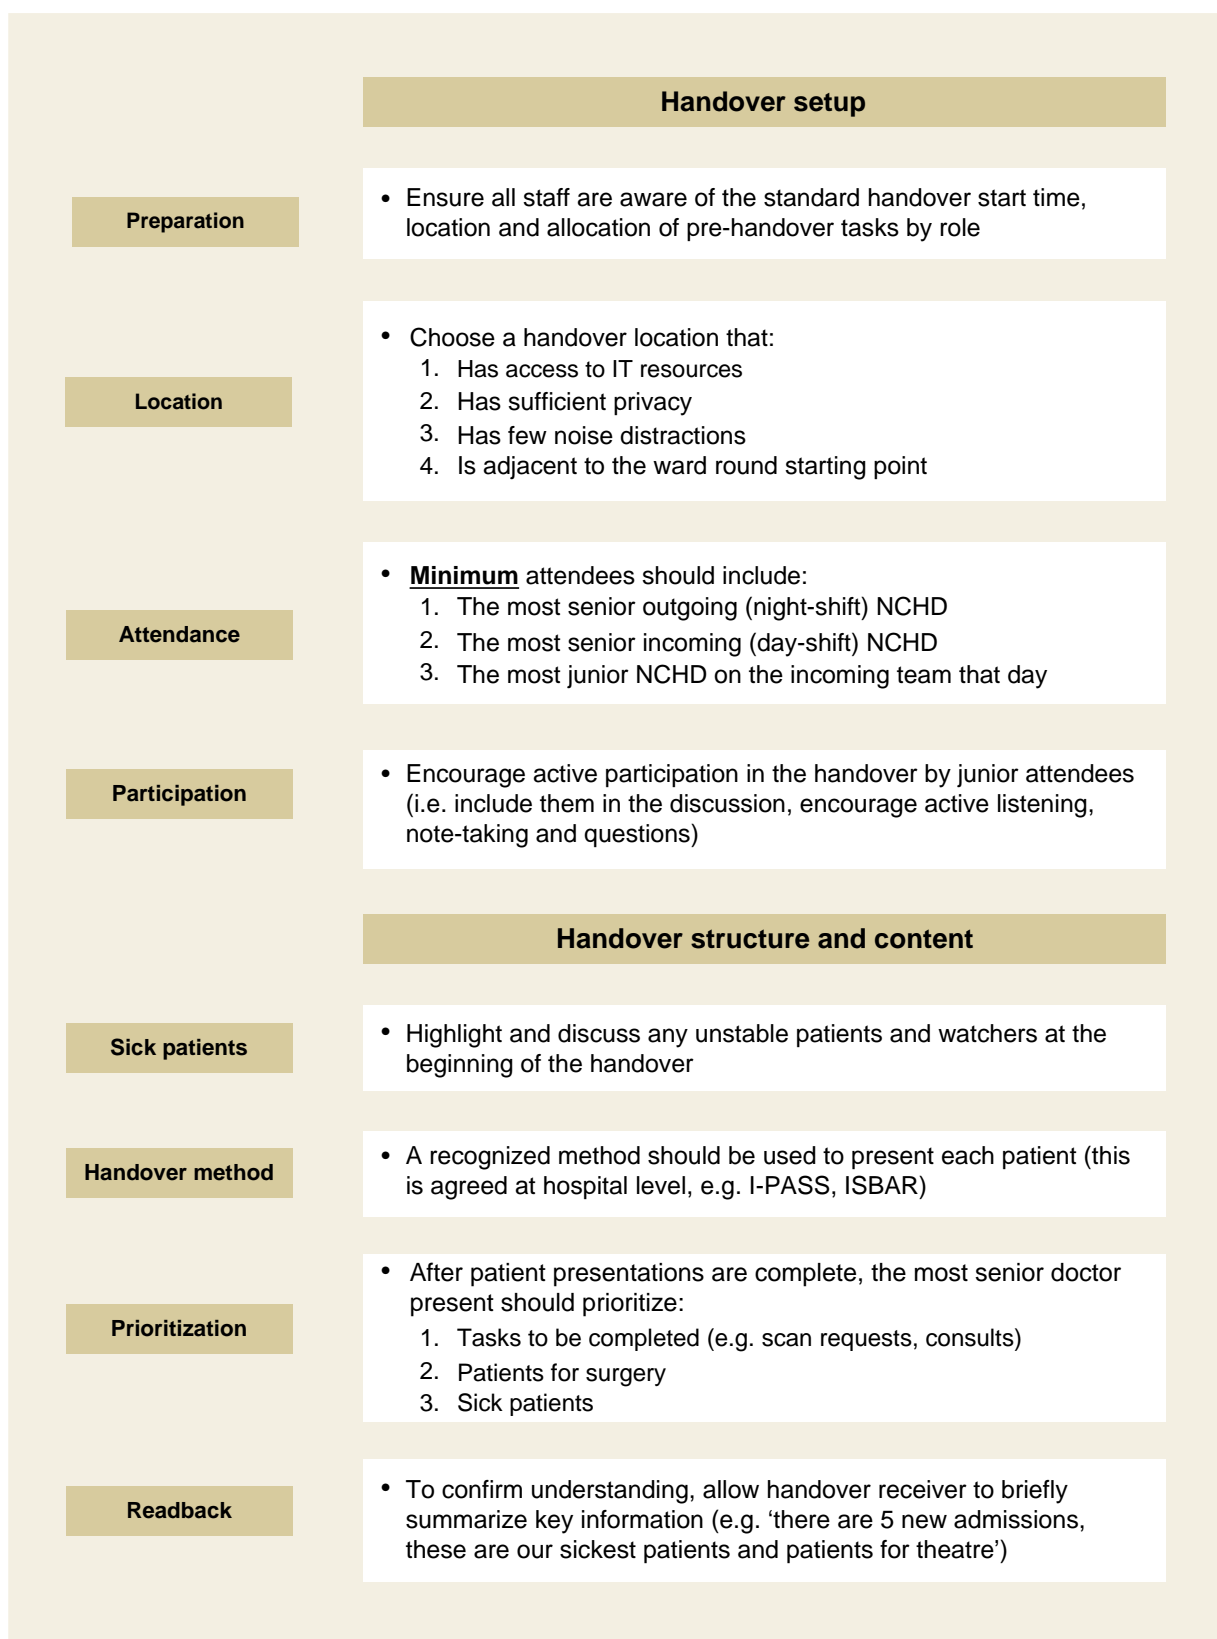 Handover setup
Preparation
• Ensure all staff are aware of the standard handover start time,
location and allocation of pre-handover tasks by role
Location
• Choose a handover location that:
1. Has access to IT resources
2. Has sufficient privacy
3. Has few noise distractions
4. Is adjacent to the ward round starting point
Attendance
• Minimum attendees should include:
1. The most senior outgoing (night-shift) NCHD
2. The most senior incoming (day-shift) NCHD
3. The most junior NCHD on the incoming team that day
Participation
• Encourage active participation in the handover by junior attendees
(i.e. include them in the discussion, encourage active listening,
note-taking and questions)
Handover structure and content
Sick patients
• Highlight and discuss any unstable patients and watchers at the
beginning of the handover
Handover method
• A recognized method should be used to present each patient (this
is agreed at hospital level, e.g. I-PASS, ISBAR)
Prioritization
• After patient presentations are complete, the most senior doctor
present should prioritize:
1. Tasks to be completed (e.g. scan requests, consults)
2. Patients for surgery
3. Sick patients
Readback
• To confirm understanding, allow handover receiver to briefly
summarize key information (e.g. ‘there are 5 new admissions,
these are our sickest patients and patients for theatre’)